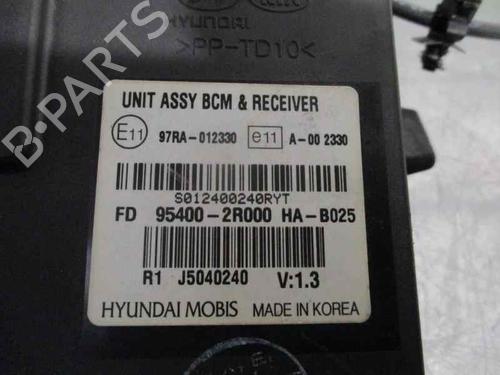 HYUNDAI
>PP-TD10<
UNIT ASSY BCM & RECEIVER
E11 97RA-012330 e11 A-00 2330
S012400240RYT
FD 95400-2R000 HA-B025
R1 J5040240 V:1.3
HYUNDAI MOBIS MADE IN KOREA
B-Parts